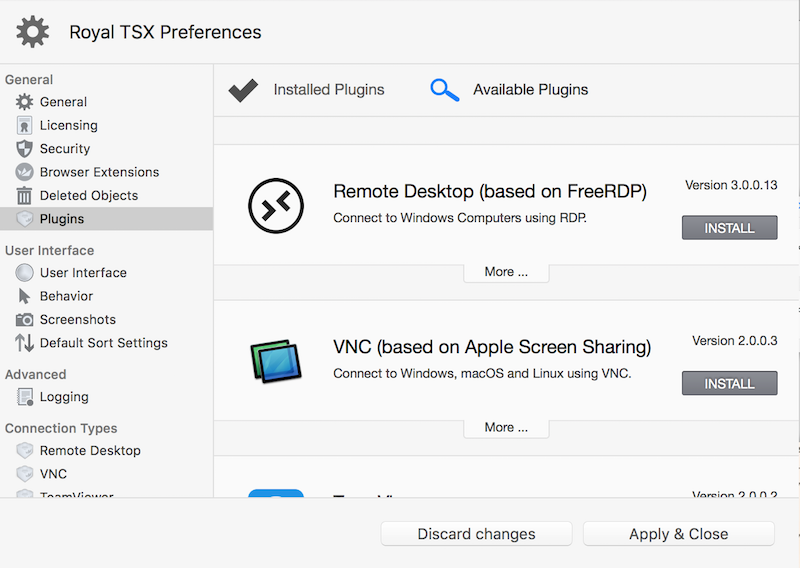 Royal TSX Preferences
General
General
Licensing
Security
Browser Extensions
Deleted Objects
Plugins
User Interface
User Interface
Behavior
Screenshots
Default Sort Settings
Advanced
Logging
Connection Types
Remote Desktop
VNC
TeamViewer
Installed Plugins
Available Plugins
Remote Desktop (based on FreeRDP)
Version 3.0.0.13
Connect to Windows Computers using RDP.
INSTALL
More ...
VNC (based on Apple Screen Sharing)
Version 2.0.0.3
Connect to Windows, macOS and Linux using VNC.
INSTALL
More ...
Version 2.0.0.2
Discard changes
Apply & Close